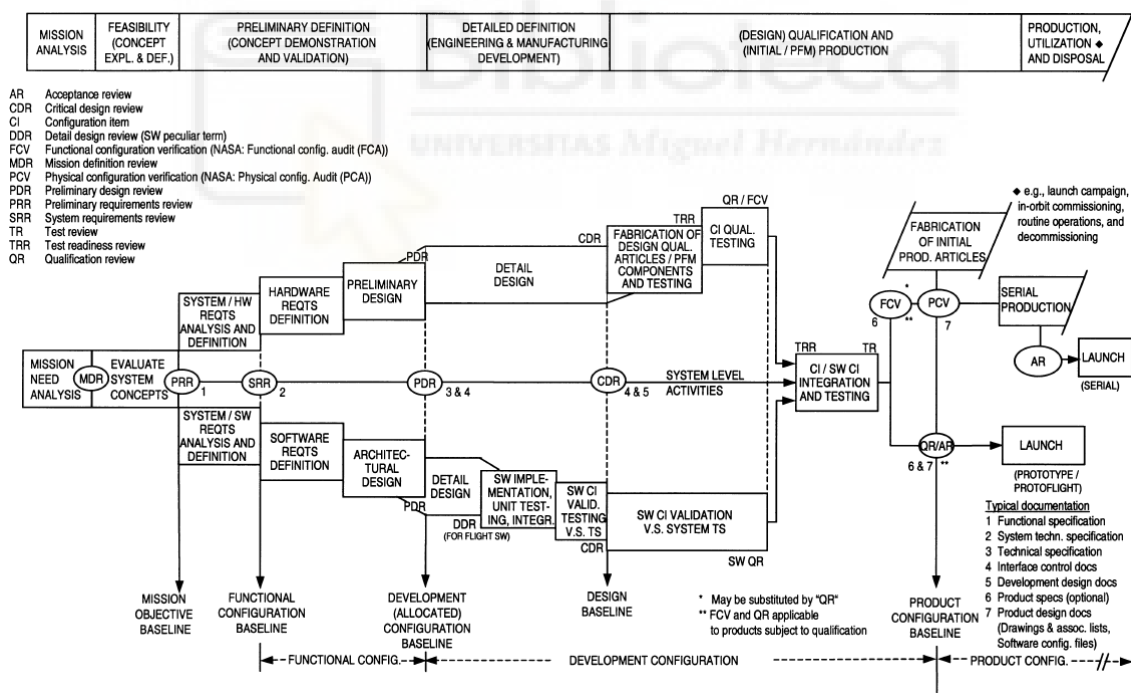 Biblioteca
UNIVERSITAS Miguel Hernández
MISSION
ANALYSIS
FEASIBILITY
(CONCEPT
EXPL. & DEF.)
PRELIMINARY DEFINITION
(CONCEPT DEMONSTRATION
AND VALIDATION)
DETAILED DEFINITION
(ENGINEERING & MANUFACTURING
DEVELOPMENT)
(DESIGN) QUALIFICATION AND
(INITIAL / PFM) PRODUCTION
PRODUCTION,
UTILIZATION ◆
AND DISPOSAL
AR Acceptance review
CDR Critical design review
CI Configuration item
DDR Detail design review (SW peculiar term)
FCV Functional configuration verification (NASA: Functional config. audit (FCA))
MDR Mission definition review
PCV Physical configuration verification (NASA: Physical config. Audit (PCA))
PDR Preliminary design review
PRR Preliminary requirements review
SRR System requirements review
TR Test review
TRR Test readiness review
QR Qualification review
◆ e.g., launch campaign,
in-orbit commissioning,
routine operations, and
decommissioning
QR / FCV
TRR
CDR
PDR
SYSTEM / HW
REQTS
ANALYSIS AND
DEFINITION
HARDWARE
REQTS
DEFINITION
PRELIMINARY
DESIGN
DETAIL
DESIGN
FABRICATION OF
DESIGN QUAL.
ARTICLES / PFM
COMPONENTS
AND TESTING
CI QUAL.
TESTING
FABRICATION
OF INITIAL
PROD. ARTICLES
FCV
*
**
6
PCV
7
SERIAL
PRODUCTION
AR
LAUNCH
(SERIAL)
MISSION
NEED
ANALYSIS
MDR
EVALUATE
SYSTEM
CONCEPTS
PRR
1
SRR
2
PDR
3 & 4
CDR
4 & 5
SYSTEM LEVEL
ACTIVITIES
TRR
TR
CI / SW CI
INTEGRATION
AND TESTING
SYSTEM / SW
REQTS
ANALYSIS AND
DEFINITION
SOFTWARE
REQTS
DEFINITION
ARCHITEC-
TURAL
DESIGN
PDR
DETAIL
DESIGN
DDR
(FOR FLIGHT SW)
SW IMPLE-
MENTATION,
UNIT TEST-
ING, INTEGR.
SW CI
VALID.
TESTING
V.S. TS
CDR
SW CI VALIDATION
V.S. SYSTEM TS
SW QR
QR/AR
6 & 7
**
LAUNCH
(PROTOTYPE /
PROTOFLIGHT)
Typical documentation
1 Functional specification
2 System techn. specification
3 Technical specification
4 Interface control docs
5 Development design docs
6 Product specs (optional)
7 Product design docs
(Drawings & assoc. lists,
Software config. files)
MISSION
OBJECTIVE
BASELINE
FUNCTIONAL
CONFIGURATION
BASELINE
DEVELOPMENT
(ALLOCATED)
CONFIGURATION
BASELINE
DESIGN
BASELINE
* May be substituted by "QR"
** FCV and QR applicable
to products subject to qualification
PRODUCT
CONFIGURATION
BASELINE
FUNCTIONAL CONFIG.
DEVELOPMENT CONFIGURATION
PRODUCT CONFIG.